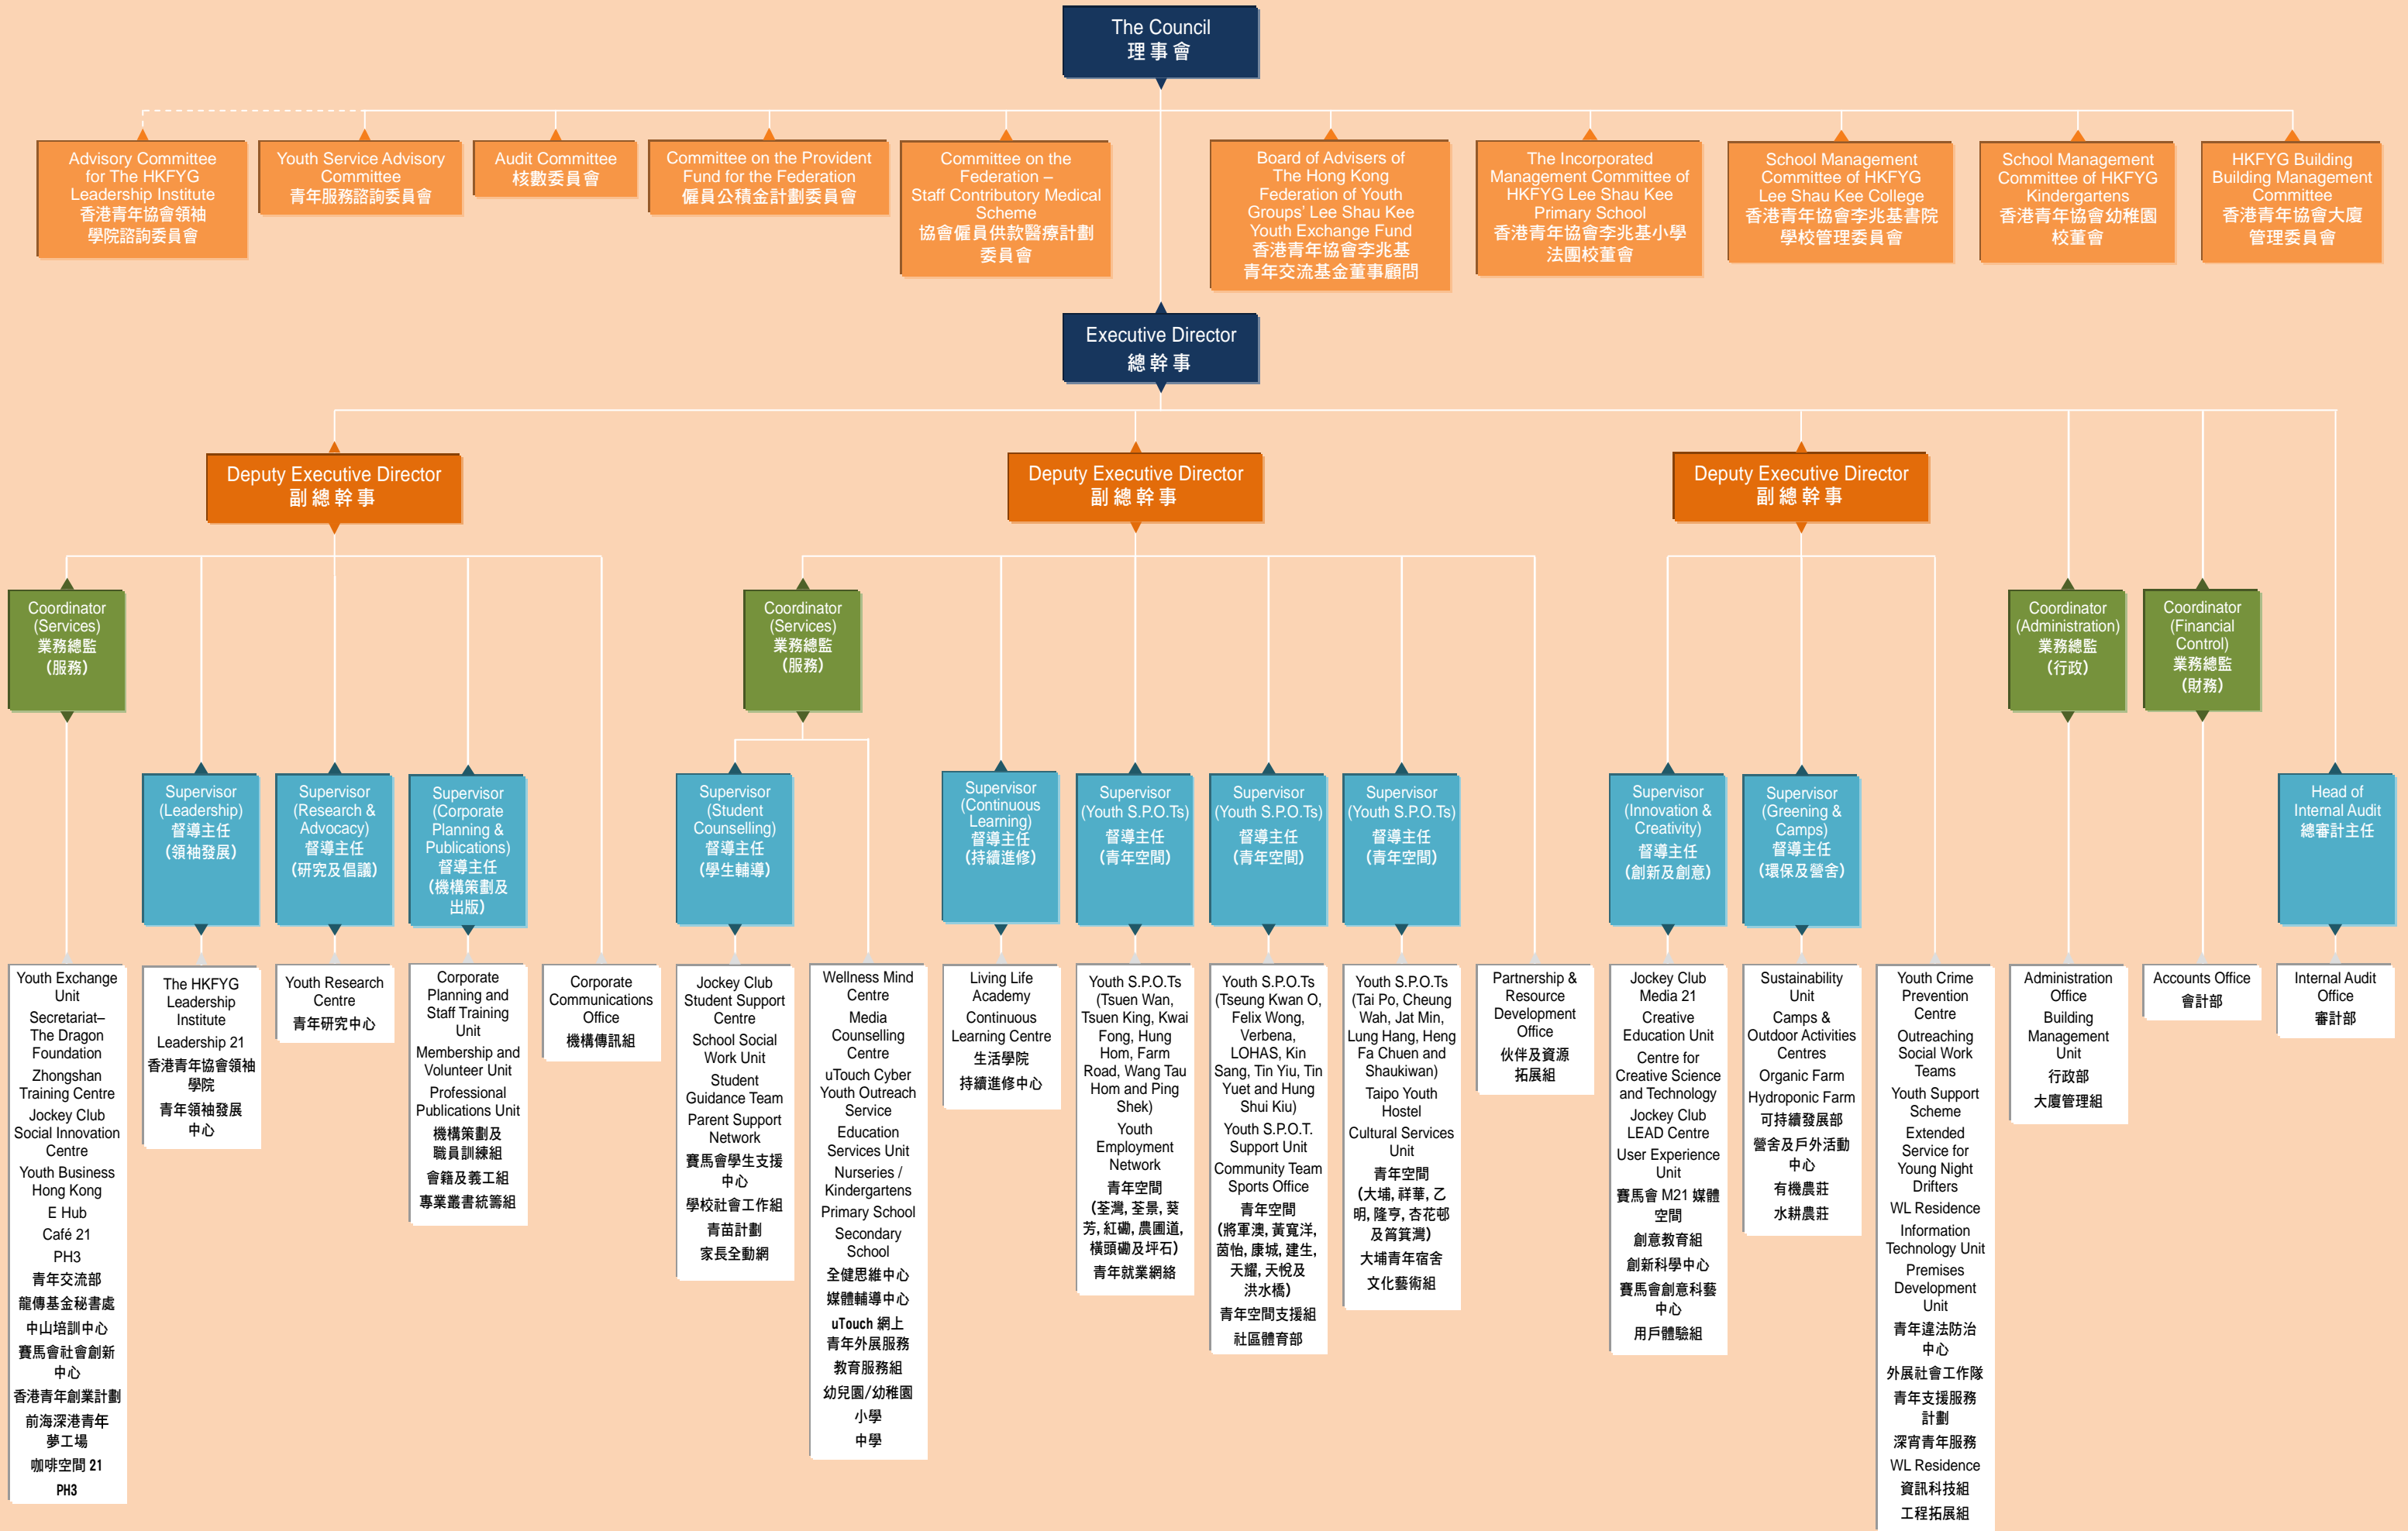 The Council
理事會
Advisory Committee
for The HKFYG
Leadership Institute
香港青年協會領袖
學院諮詢委員會
Youth Service Advisory
Committee
青年服務諮詢委員會
Audit Committee
核數委員會
Committee on the Provident
Fund for the Federation
僱員公積金計劃委員會
Committee on the
Federation –
Staff Contributory Medical
Scheme
協會僱員供款醫療計劃
委員會
Board of Advisers of
The Hong Kong
Federation of Youth
Groups' Lee Shau Kee
Youth Exchange Fund
香港青年協會李兆基
青年交流基金董事顧問
The Incorporated
Management Committee of
HKFYG Lee Shau Kee
Primary School
香港青年協會李兆基小學
法團校董會
School Management
Committee of HKFYG
Lee Shau Kee College
香港青年協會李兆基書院
學校管理委員會
School Management
Committee of HKFYG
Kindergartens
香港青年協會幼稚園
校董會
HKFYG Building
Building Management
Committee
香港青年協會大廈
管理委員會
Executive Director
總幹事
Deputy Executive Director
副總幹事
Deputy Executive Director
副總幹事
Deputy Executive Director
副總幹事
Coordinator
(Services)
業務總監
(服務)
Coordinator
(Services)
業務總監
(服務)
Coordinator
(Administration)
業務總監
(行政)
Coordinator
(Financial
Control)
業務總監
(財務)
Supervisor
(Leadership)
督導主任
(領袖發展)
Supervisor
(Research &
Advocacy)
督導主任
(研究及倡議)
Supervisor
(Corporate
Planning &
Publications)
督導主任
(機構策劃及
出版)
Supervisor
(Student
Counselling)
督導主任
(學生輔導)
Supervisor
(Continuous
Learning)
督導主任
(持續進修)
Supervisor
(Youth S.P.O.Ts)
督導主任
(青年空間)
Supervisor
(Youth S.P.O.Ts)
督導主任
(青年空間)
Supervisor
(Youth S.P.O.Ts)
督導主任
(青年空間)
Supervisor
(Innovation &
Creativity)
督導主任
(創新及創意)
Supervisor
(Greening &
Camps)
督導主任
(環保及營舍)
Head of
Internal Audit
總審計主任
Youth Exchange
Unit
Secretariat–
The Dragon
Foundation
Zhongshan
Training Centre
Jockey Club
Social Innovation
Centre
Youth Business
Hong Kong
E Hub
Café 21
PH3
青年交流部
龍傳基金秘書處
中山培訓中心
賽馬會社會創新
中心
香港青年創業計劃
前海深港青年
夢工場
咖啡空間 21
PH3
The HKFYG
Leadership
Institute
Leadership 21
香港青年協會領袖
學院
青年領袖發展
中心
Youth Research
Centre
青年研究中心
Corporate
Planning and
Staff Training
Unit
Membership and
Volunteer Unit
Professional
Publications Unit
機構策劃及
職員訓練組
會籍及義工組
專業叢書統籌組
Corporate
Communications
Office
機構傳訊組
Jockey Club
Student Support
Centre
School Social
Work Unit
Student
Guidance Team
Parent Support
Network
賽馬會學生支援
中心
學校社會工作組
青苗計劃
家長全動網
Wellness Mind
Centre
Media
Counselling
Centre
uTouch Cyber
Youth Outreach
Service
Education
Services Unit
Nurseries /
Kindergartens
Primary School
Secondary
School
全健思維中心
媒體輔導中心
uTouch 網上
青年外展服務
教育服務組
幼兒園/幼稚園
小學
中學
Living Life
Academy
Continuous
Learning Centre
生活學院
持續進修中心
Youth S.P.O.Ts
(Tsuen Wan,
Tsuen King, Kwai
Fong, Hung
Hom, Farm
Road, Wang Tau
Hom and Ping
Shek)
Youth
Employment
Network
青年空間
(荃灣, 荃景, 葵
芳, 紅磡, 農圃道,
橫頭磡及坪石)
青年就業網絡
Youth S.P.O.Ts
(Tseung Kwan O,
Felix Wong,
Verbena,
LOHAS, Kin
Sang, Tin Yiu, Tin
Yuet and Hung
Shui Kiu)
Youth S.P.O.T.
Support Unit
Community Team
Sports Office
青年空間
(將軍澳, 黃寬洋,
茵怡, 康城, 建生,
天耀, 天悅及
洪水橋)
青年空間支援組
社區體育部
Youth S.P.O.Ts
(Tai Po, Cheung
Wah, Jat Min,
Lung Hang, Heng
Fa Chuen and
Shaukiwan)
Taipo Youth
Hostel
Cultural Services
Unit
青年空間
(大埔, 祥華, 乙
明, 隆亨, 杏花邨
及筲箕灣)
大埔青年宿舍
文化藝術組
Partnership &
Resource
Development
Office
伙伴及資源
拓展組
Jockey Club
Media 21
Creative
Education Unit
Centre for
Creative Science
and Technology
Jockey Club
LEAD Centre
User Experience
Unit
賽馬會 M21 媒體
空間
創意教育組
創新科學中心
賽馬會創意科藝
中心
用戶體驗組
Sustainability
Unit
Camps &
Outdoor Activities
Centres
Organic Farm
Hydroponic Farm
可持續發展部
營舍及戶外活動
中心
有機農莊
水耕農莊
Youth Crime
Prevention
Centre
Outreaching
Social Work
Teams
Youth Support
Scheme
Extended
Service for
Young Night
Drifters
WL Residence
Information
Technology Unit
Premises
Development
Unit
青年違法防治
中心
外展社會工作隊
青年支援服務
計劃
深宵青年服務
WL Residence
資訊科技組
工程拓展組
Administration
Office
Building
Management
Unit
行政部
大廈管理組
Accounts Office
會計部
Internal Audit
Office
審計部